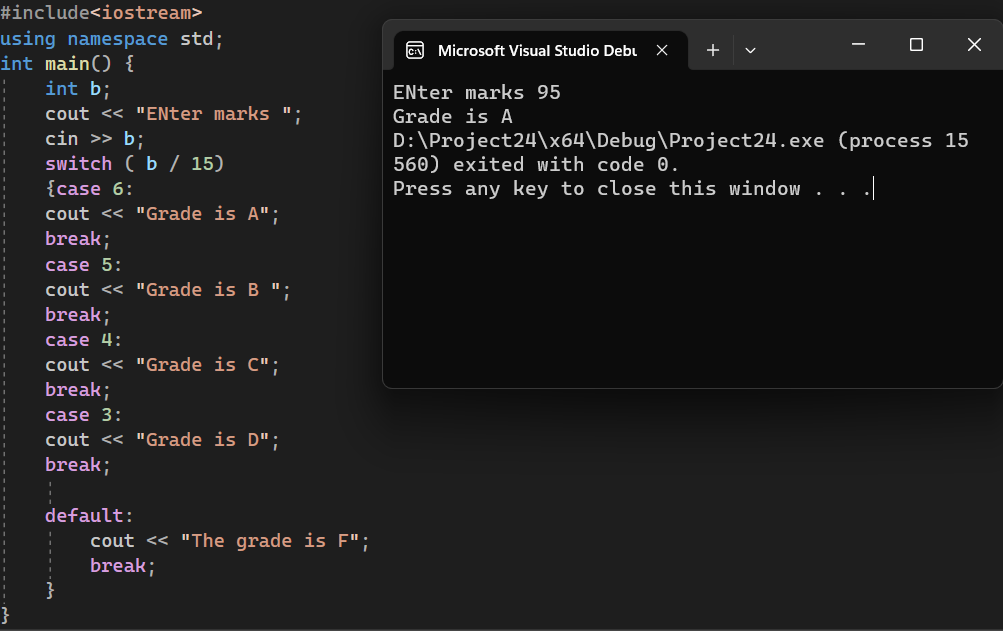 #include<iostream>
using namespace std;
int main() {
    int b;
    cout << "ENter marks ";
    cin >> b;
    switch ( b / 15)
    {case 6:
    cout << "Grade is A";
    break;
    case 5:
    cout << "Grade is B ";
    break;
    case 4:
    cout << "Grade is C";
    break;
    case 3:
    cout << "Grade is D";
    break;

    default:
        cout << "The grade is F";
        break;
    }
}
Microsoft Visual Studio Debu
ENter marks 95
Grade is A
D:\Project24\x64\Debug\Project24.exe (process 15
560) exited with code 0.
Press any key to close this window . . .